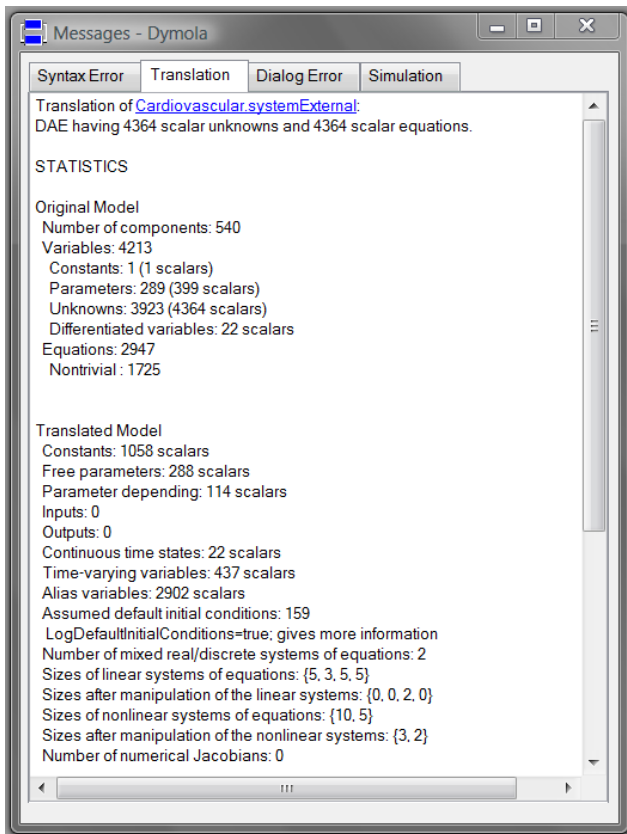 Messages - Dymola
Syntax Error Translation Dialog Error Simulation
Translation of Cardiovascular.systemExternal:
DAE having 4364 scalar unknowns and 4364 scalar equations.
STATISTICS
Original Model
Number of components: 540
Variables: 4213
Constants: 1 (1 scalars)
Parameters: 289 (399 scalars)
Unknowns: 3923 (4364 scalars)
Differentiated variables: 22 scalars
Equations: 2947
Nontrivial : 1725
Translated Model
Constants: 1058 scalars
Free parameters: 288 scalars
Parameter depending: 114 scalars
Inputs: 0
Outputs: 0
Continuous time states: 22 scalars
Time-varying variables: 437 scalars
Alias variables: 2902 scalars
Assumed default initial conditions: 159
LogDefaultInitialConditions=true; gives more information
Number of mixed real/discrete systems of equations: 2
Sizes of linear systems of equations: {5, 3, 5, 5}
Sizes after manipulation of the linear systems: {0, 0, 2, 0}
Sizes of nonlinear systems of equations: {10, 5}
Sizes after manipulation of the nonlinear systems: {3, 2}
Number of numerical Jacobians: 0